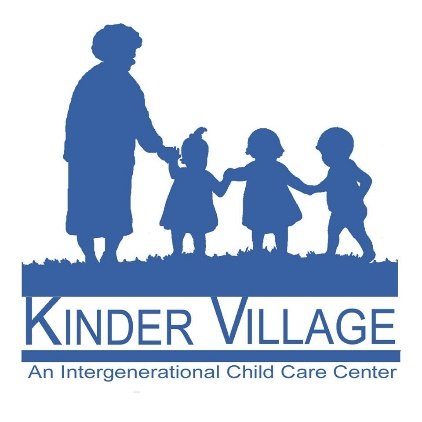 KINDER VILLAGE
An Intergenerational Child Care Center